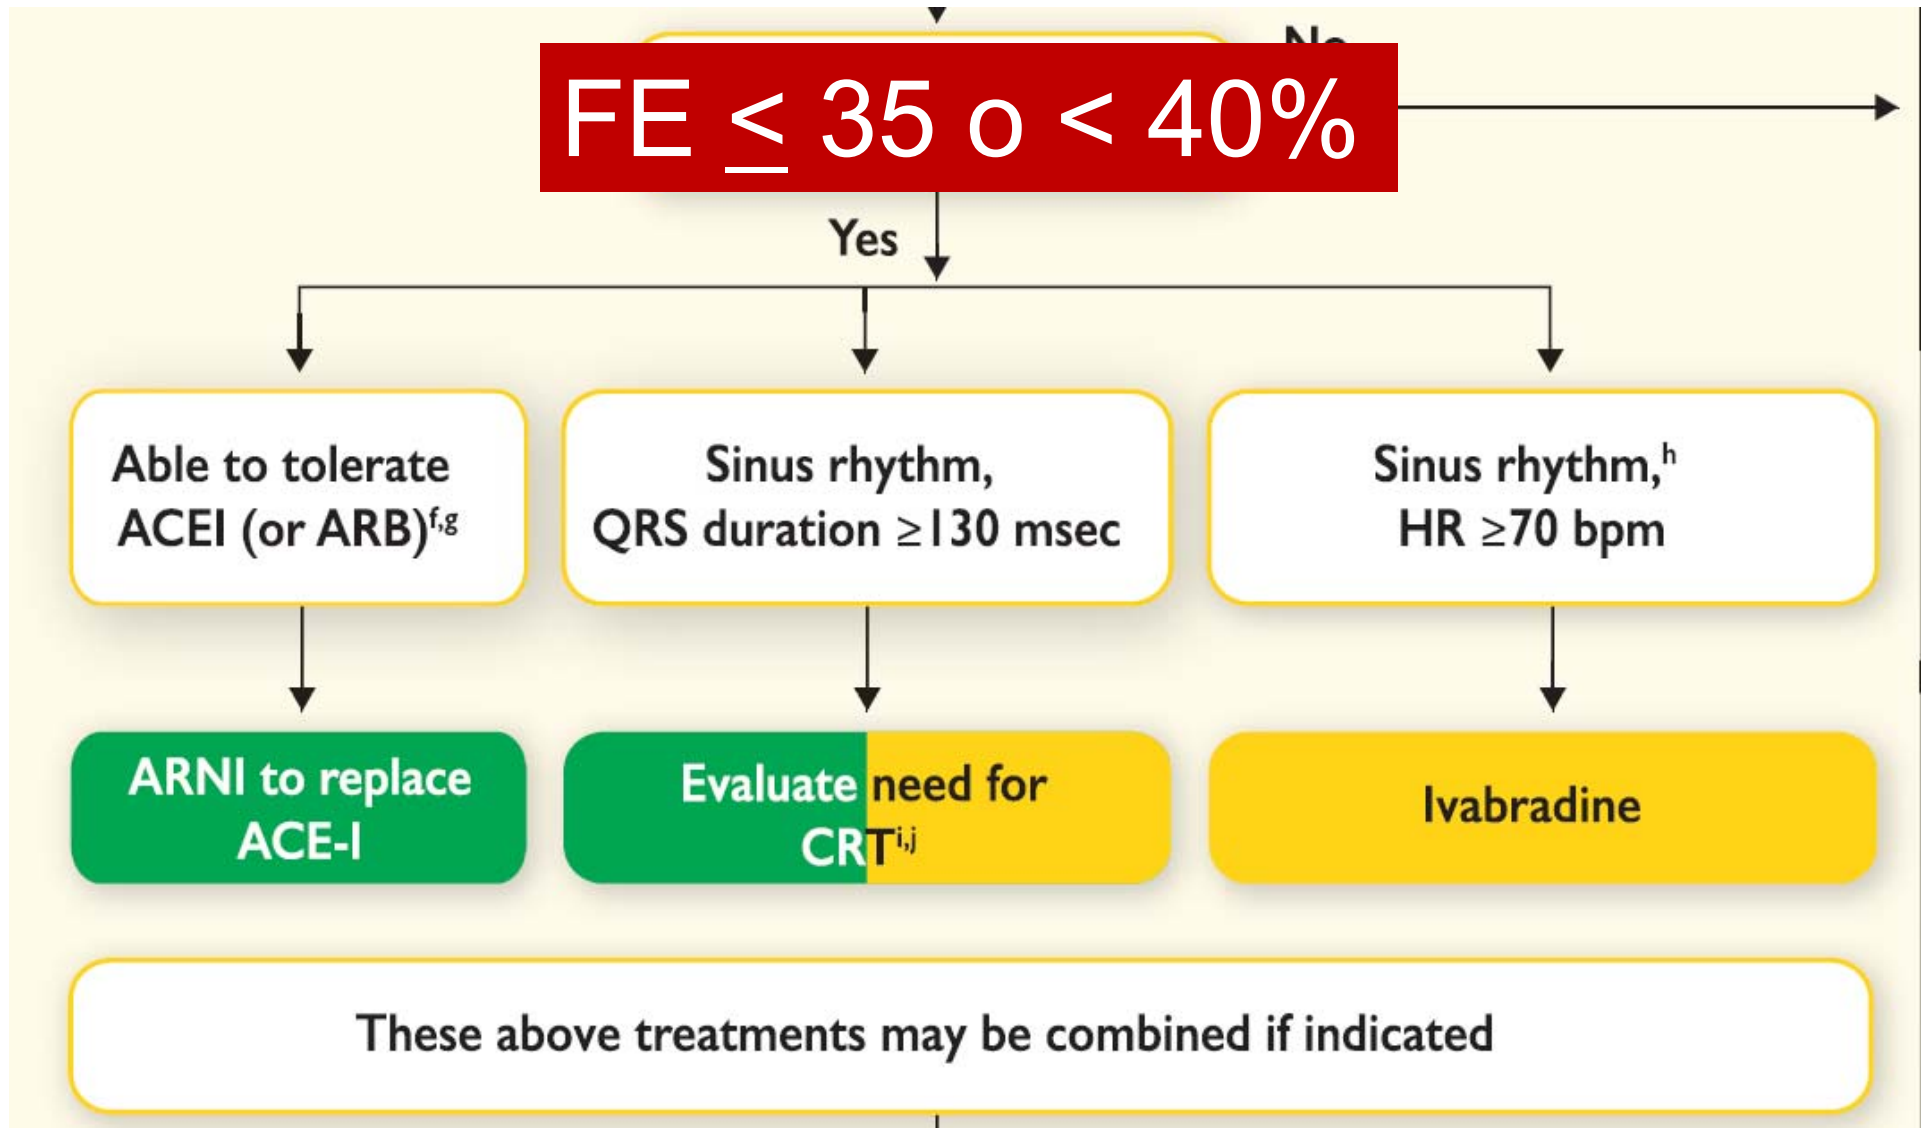 No
FE ≤ 35 o < 40%
Yes
Able to tolerate
ACEI (or ARB)f,g
Sinus rhythm,
QRS duration ≥130 msec
Sinus rhythm,h
HR ≥70 bpm
ARNI to replace
ACE-I
Evaluate need for
CRTi,j
Ivabradine
These above treatments may be combined if indicated